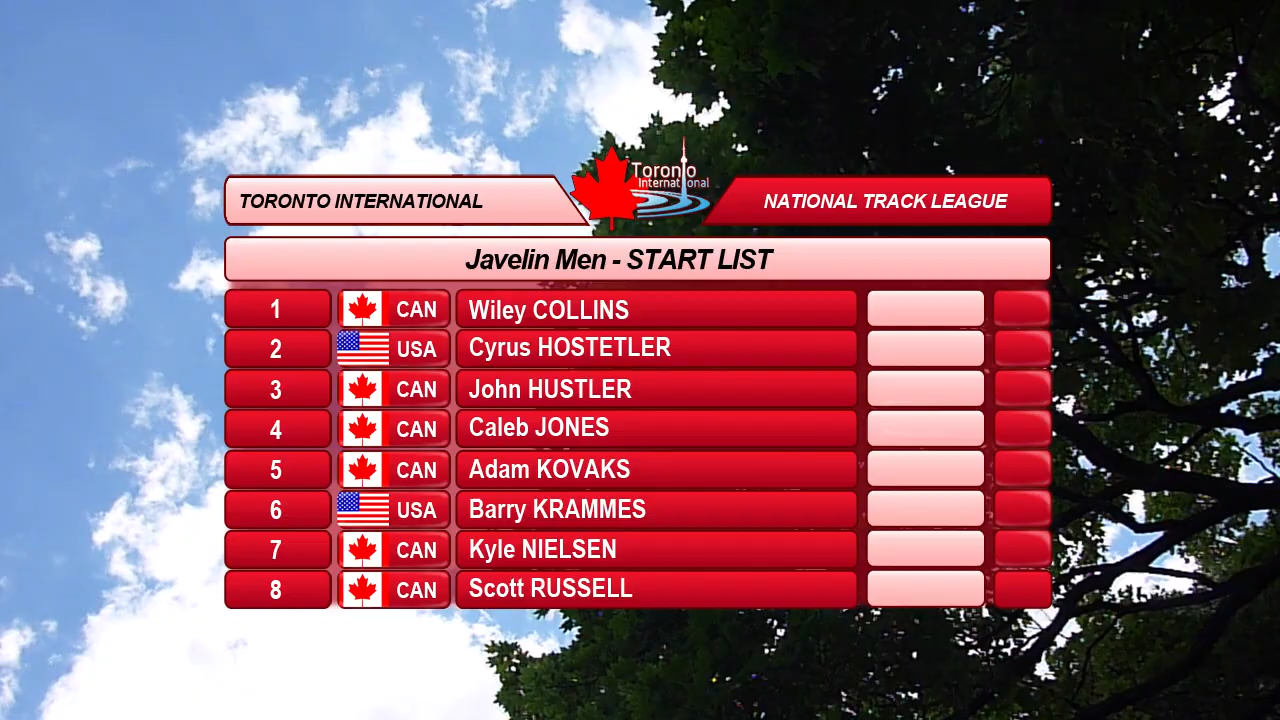 Toronto
International
TORONTO INTERNATIONAL
NATIONAL TRACK LEAGUE
Javelin Men - START LIST
1 CAN Wiley COLLINS
2 USA Cyrus HOSTETLER
3 CAN John HUSTLER
4 CAN Caleb JONES
5 CAN Adam KOVAKS
6 USA Barry KRAMMES
7 CAN Kyle NIELSEN
8 CAN Scott RUSSELL